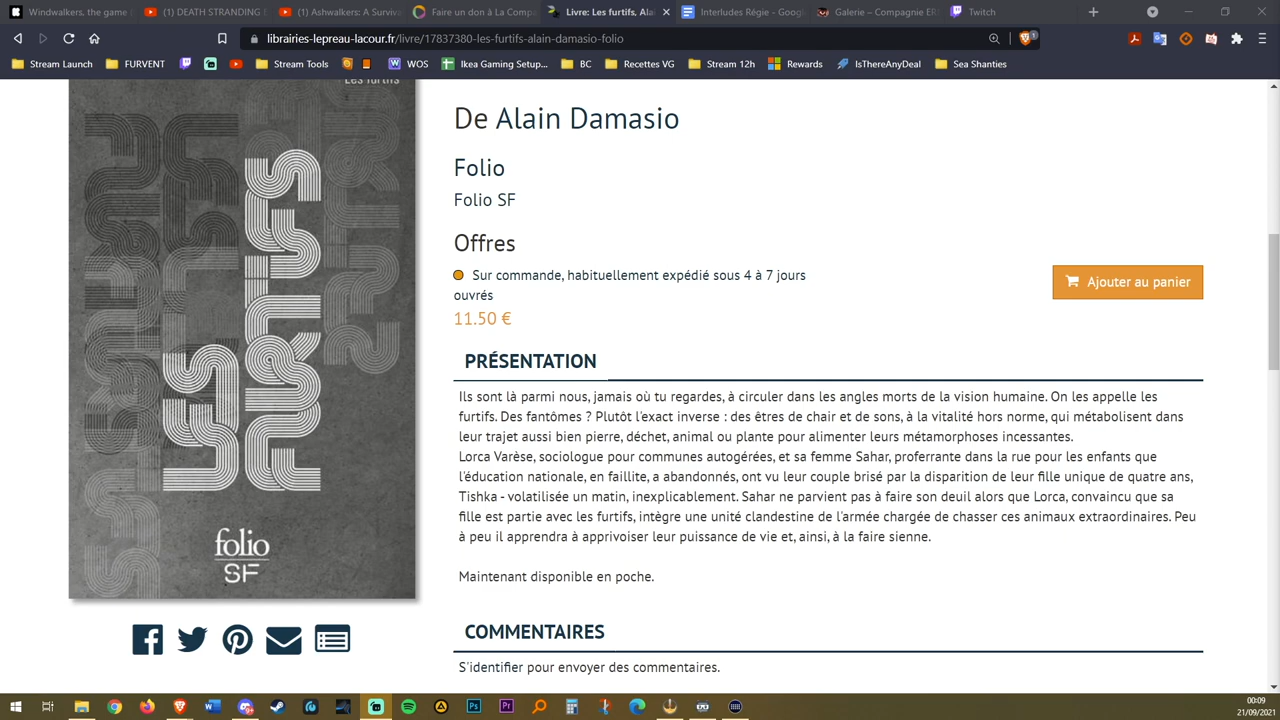 Windwalkers, the game
(1) DEATH STRANDING
(1) Ashwalkers: A Surviva
Faire un don à La Comp
Livre: Les furtifs, Alai
Interludes Régie - Goog
Galerie – Compagnie ER
Twitch
librairies-lepreau-lacour.fr/livre/17837380-les-furtifs-alain-damasio-folio
Stream Launch
FURVENT
Stream Tools
WOS
Ikea Gaming Setup...
BC
Recettes VG
Stream 12h
Rewards
IsThereAnyDeal
Sea Shanties
Les furtifs
LES
FURTIFS
folio
SF
De Alain Damasio
Folio
Folio SF
Offres
Sur commande, habituellement expédié sous 4 à 7 jours
ouvrés
11.50 €
Ajouter au panier
PRÉSENTATION
Ils sont là parmi nous, jamais où tu regardes, à circuler dans les angles morts de la vision humaine. On les appelle les
furtifs. Des fantômes ? Plutôt l'exact inverse : des êtres de chair et de sons, à la vitalité hors norme, qui métabolisent dans
leur trajet aussi bien pierre, déchet, animal ou plante pour alimenter leurs métamorphoses incessantes.
Lorca Varèse, sociologue pour communes autogérées, et sa femme Sahar, proferrante dans la rue pour les enfants que
l'éducation nationale, en faillite, a abandonnés, ont vu leur couple brisé par la disparition de leur fille unique de quatre ans,
Tishka - volatilisée un matin, inexplicablement. Sahar ne parvient pas à faire son deuil alors que Lorca, convaincu que sa
fille est partie avec les furtifs, intègre une unité clandestine de l'armée chargée de chasser ces animaux extraordinaires. Peu
à peu il apprendra à apprivoiser leur puissance de vie et, ainsi, à la faire sienne.
Maintenant disponible en poche.
COMMENTAIRES
S'identifier pour envoyer des commentaires.
00:09
21/09/2021